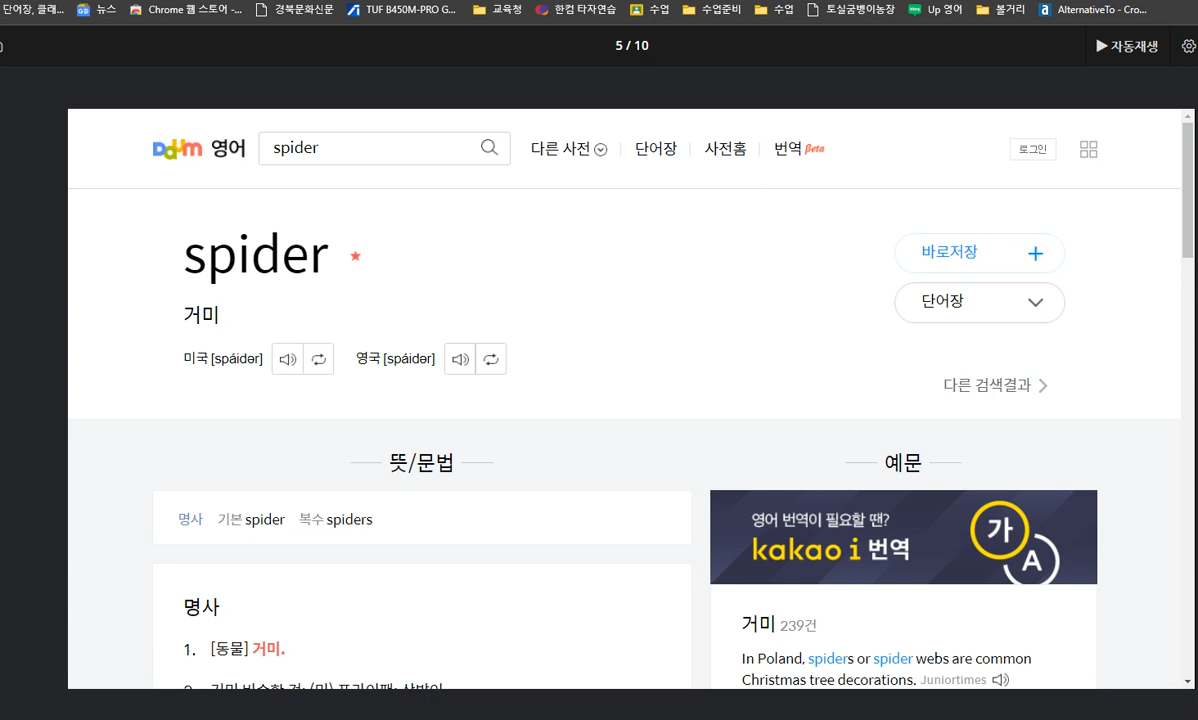 단어장, 클래...
GB 뉴스
Chrome 웹 스토어 -...
경북문화신문
TUF B450M-PRO G...
교육청
한컴 타자연습
수업
수업준비
수업
토실굼벵이농장
Up 영어
볼거리
AlternativeTo - Cro...
5 / 10
▶ 자동재생
Daum 영어
spider
다른 사전
단어장
사전홈
번역 Beta
로그인
spider
바로저장 +
거미
단어장
미국 [spáidər]
영국 [spáidər]
다른 검색결과
뜻/문법
예문
명사 기본 spider 복수 spiders
영어 번역이 필요할 땐?
kakao i 번역
가
A
명사
거미 239건
1. [동물] 거미.
In Poland, spiders or spider webs are common
Christmas tree decorations. Juniortimes